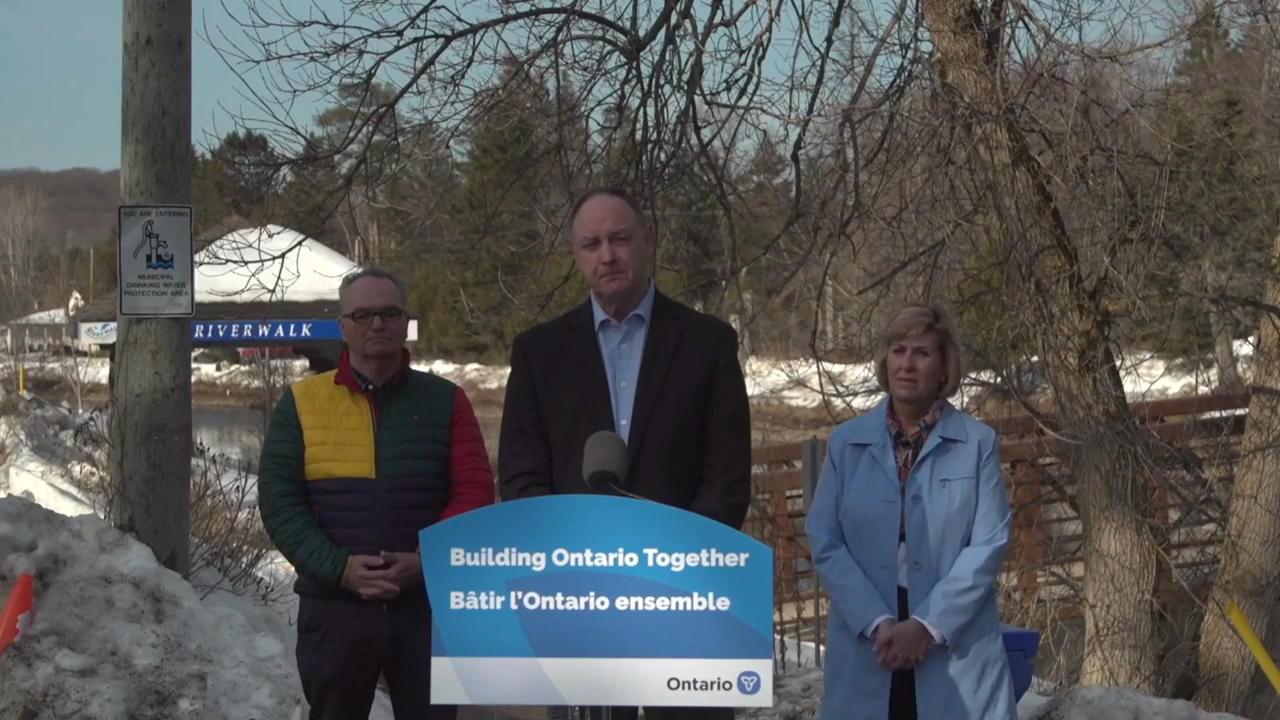 YOU ARE ENTERING
MUNICIPAL
DRINKING WATER
PROTECTION AREA
RIVERWALK
Building Ontario Together
Bâtir l'Ontario ensemble
Ontario